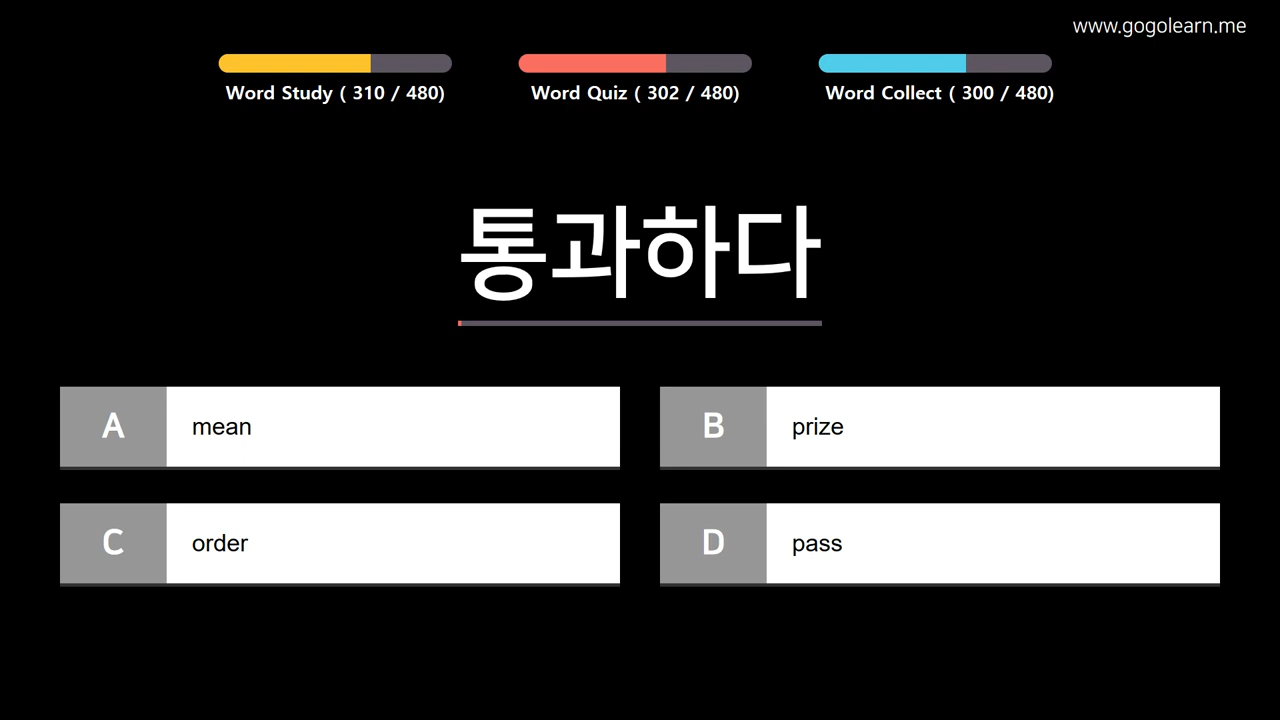 www.gogolearn.me
Word Study ( 310 / 480)
Word Quiz ( 302 / 480)
Word Collect ( 300 / 480)
통과하다
A mean
B prize
C order
D pass